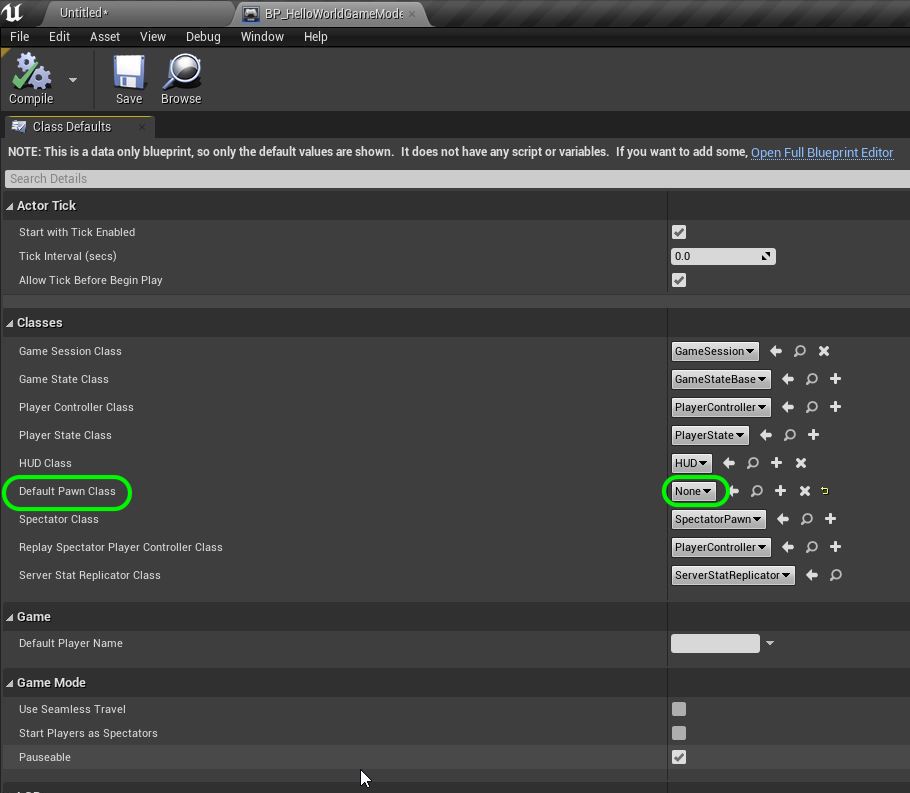 Untitled*
BP_HelloWorldGameMode
File Edit Asset View Debug Window Help
Compile Save Browse
Class Defaults
NOTE: This is a data only blueprint, so only the default values are shown.  It does not have any script or variables.  If you want to add some, Open Full Blueprint Editor
Search Details
Actor Tick
Start with Tick Enabled
Tick Interval (secs) 0.0
Allow Tick Before Begin Play
Classes
Game Session Class GameSession
Game State Class GameStateBase
Player Controller Class PlayerController
Player State Class PlayerState
HUD Class HUD
Default Pawn Class None
Spectator Class SpectatorPawn
Replay Spectator Player Controller Class PlayerController
Server Stat Replicator Class ServerStatReplicator
Game
Default Player Name
Game Mode
Use Seamless Travel
Start Players as Spectators
Pauseable